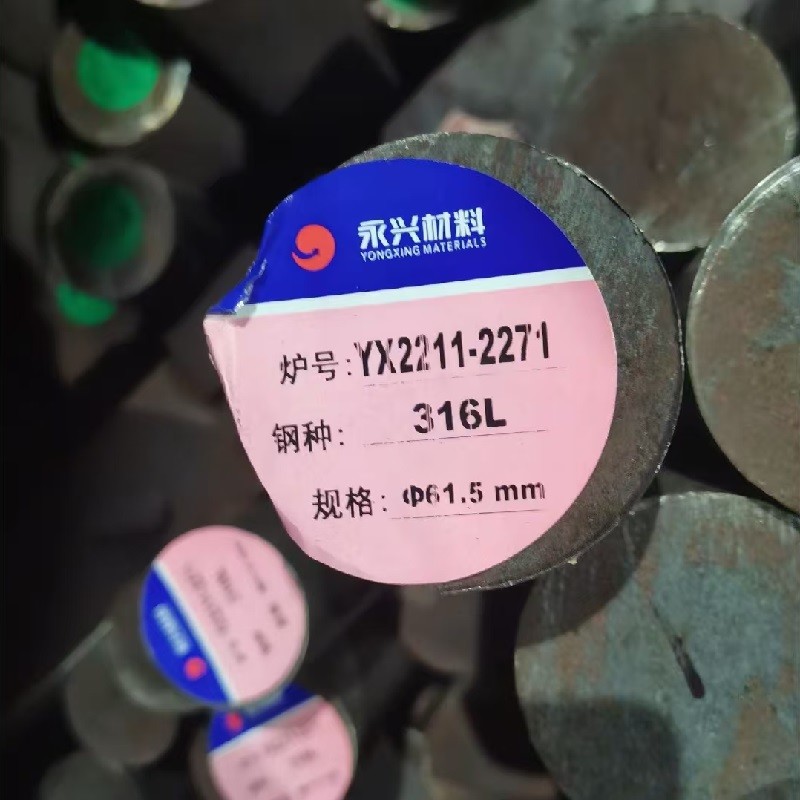 永兴材料
YONGXING MATERIALS
炉号:YX2211-2271
钢种: 316L
规格: Φ61.5 mm